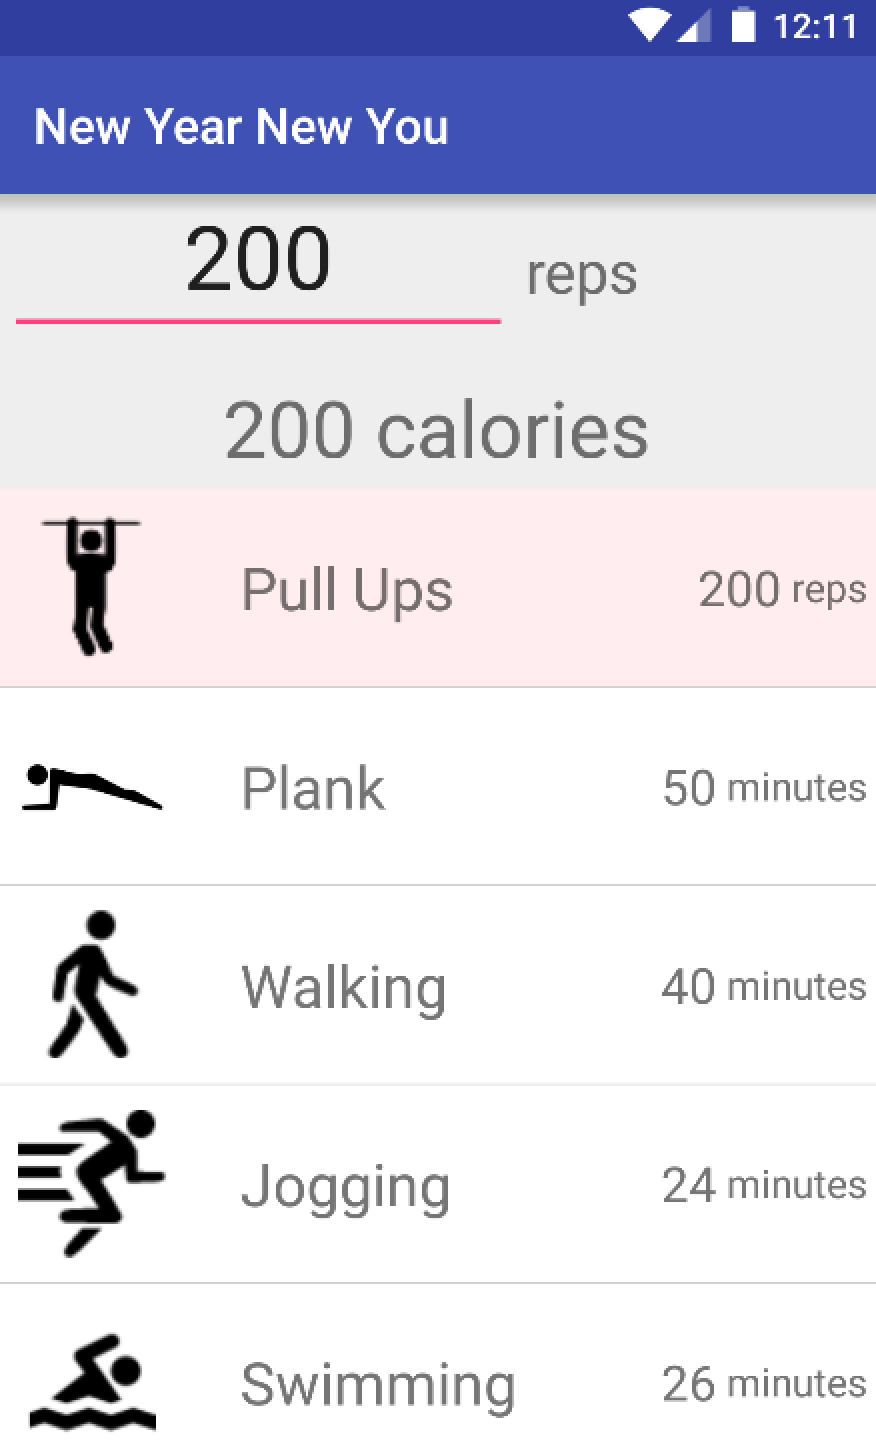 12:11
New Year New You
200 reps
200 calories
Pull Ups 200 reps
Plank 50 minutes
Walking 40 minutes
Jogging 24 minutes
Swimming 26 minutes